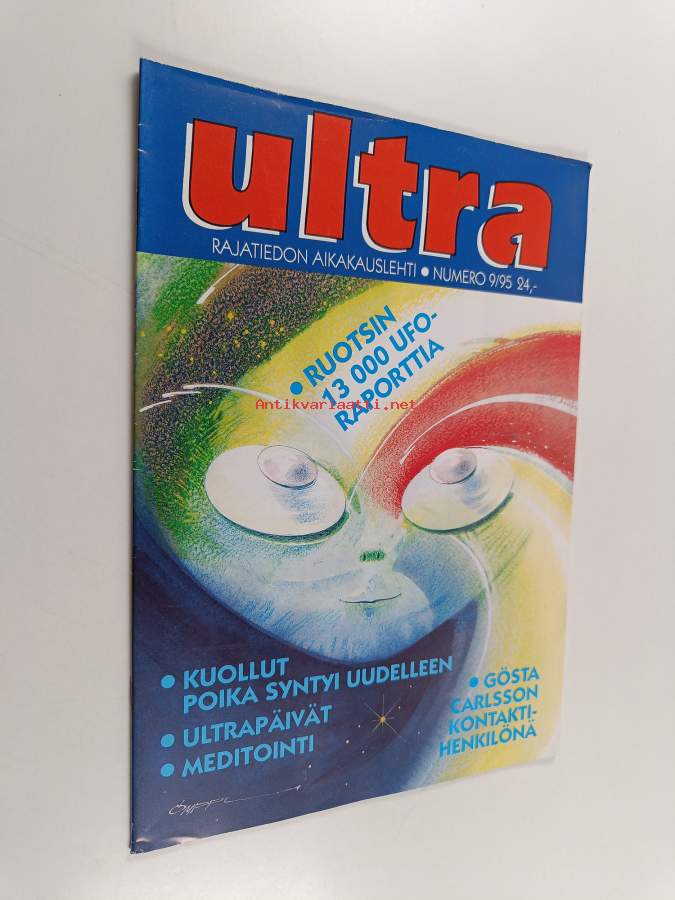 ultra
RAJATIEDON AIKAKAUSLEHTI ● NUMERO 9/95 24,-
● RUOTSIN
13 000 UFO-
RAPORTTIA
Antikvariaatti.net
● KUOLLUT
POIKA SYNTYI UUDELLEEN
● ULTRAPÄIVÄT
● MEDITOINTI
● GÖSTA
CARLSSON
KONTAKTI-
HENKILÖNÄ